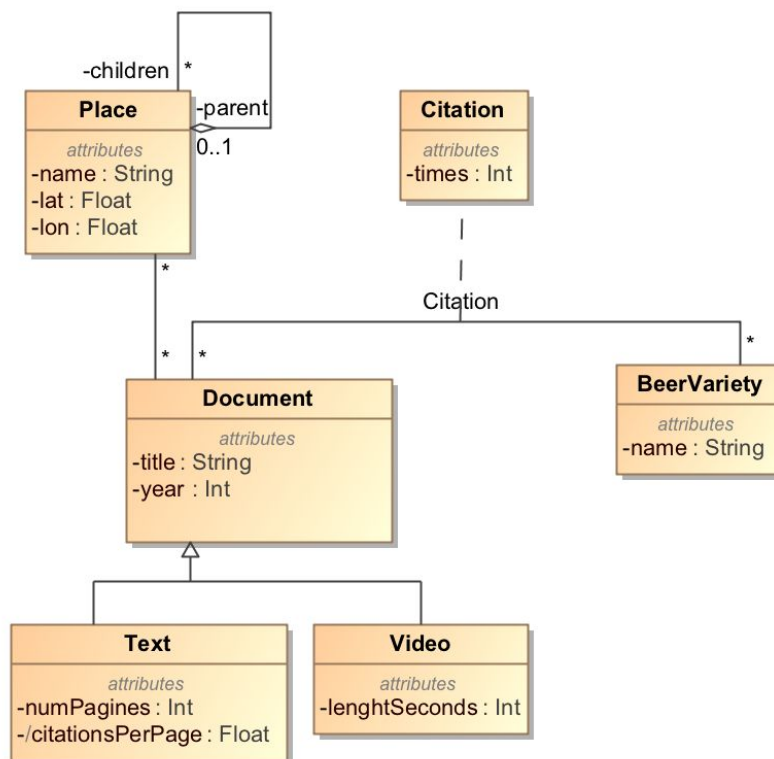 -children *
-parent
0..1
Place
attributes
-name : String
-lat : Float
-lon : Float
*
Citation
attributes
-times : Int
Citation
*
*
*
Document
attributes
-title : String
-year : Int
BeerVariety
attributes
-name : String
Text
attributes
-numPagines : Int
-/citationsPerPage : Float
Video
attributes
-lenghtSeconds : Int